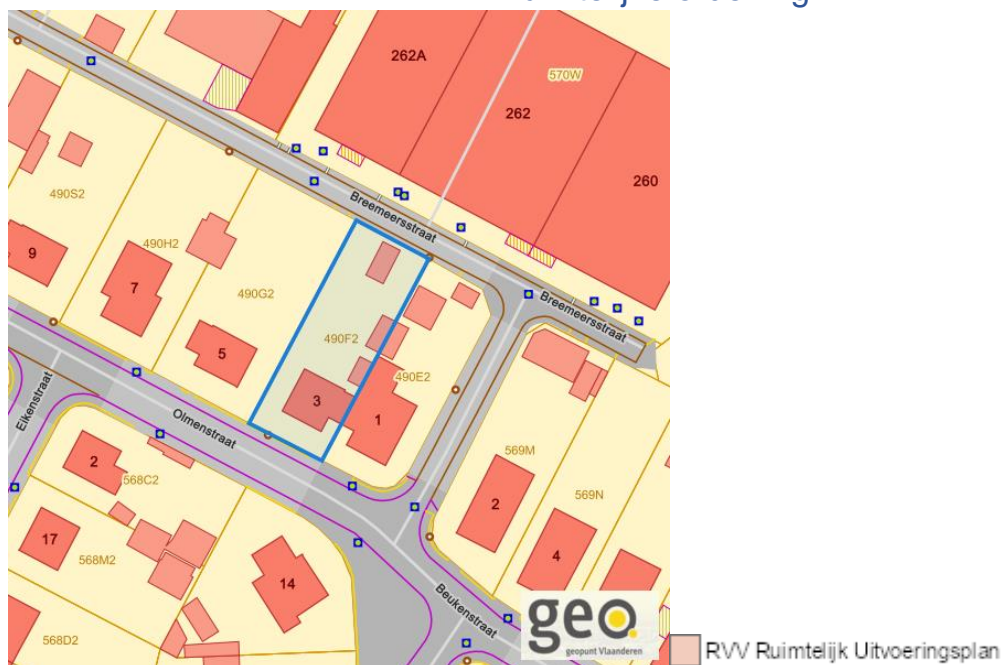 262A
570W
262
260
490S2
Breemeersstraat
490H2
9
7
490G2
Breemeersstraat
490F2
5
490E2
3
1
Eikenstraat
Olmenstraat
569M
2
568C2
2
569N
17
568M2
4
14
Beukenstraat
568D2
geo.
geopunt Vlaanderen
RVV Ruimtelijk Uitvoeringsplan